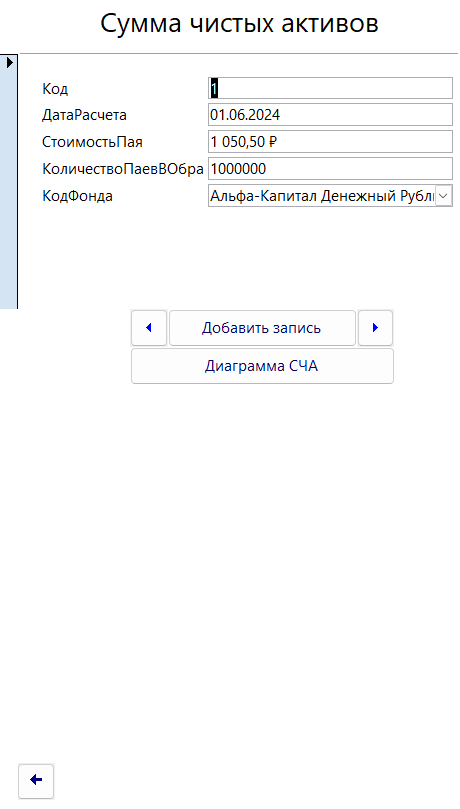 Сумма чистых активов
Код 1
ДатаРасчета 01.06.2024
СтоимостьПая 1 050,50 ₽
КоличествоПаевВОбра 1000000
КодФонда Альфа-Капитал Денежный Рубл
Добавить запись
Диаграмма СЧА